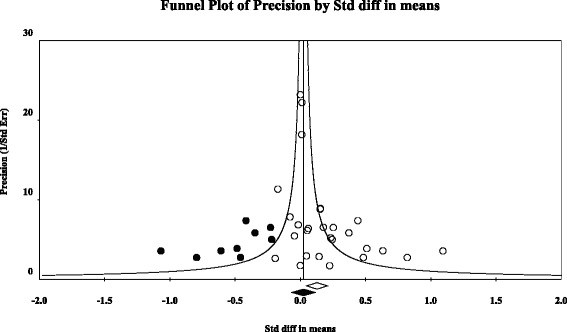 Funnel Plot of Precision by Std diff in means
30
20
10
0
Precision (1/Std Err)
-2.0 -1.5 -1.0 -0.5 0.0 0.5 1.0 1.5 2.0
Std diff in means